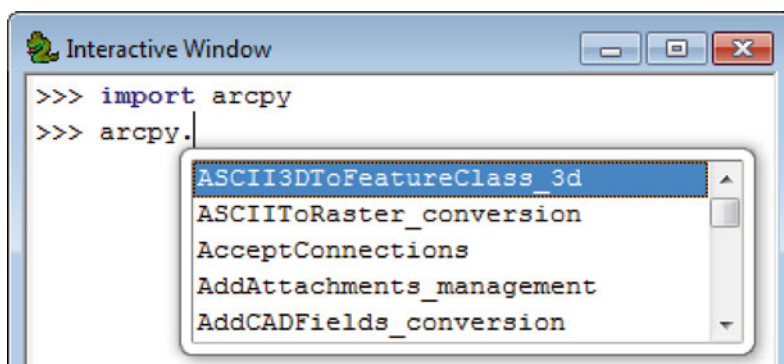 Interactive Window
>>> import arcpy
>>> arcpy.
ASCII3DToFeatureClass_3d
ASCIIToRaster_conversion
AcceptConnections
AddAttachments_management
AddCADFields_conversion